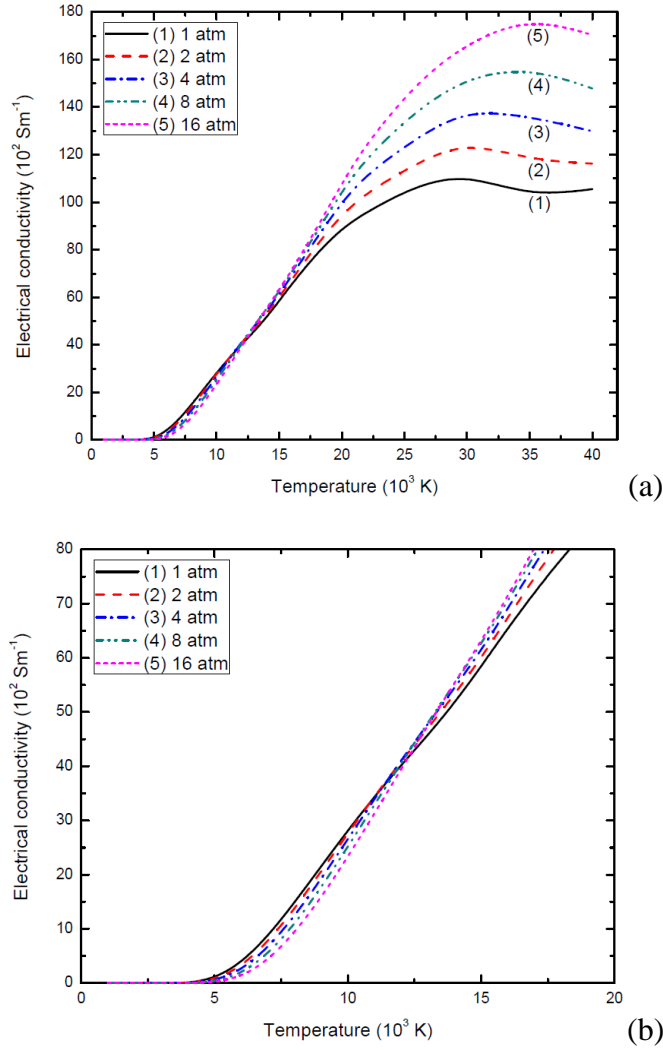 180
160
140
120
100
80
60
40
20
0
Electrical conductivity (10² Sm⁻¹)
(1) 1 atm
(2) 2 atm
(3) 4 atm
(4) 8 atm
(5) 16 atm
(5)
(4)
(3)
(2)
(1)
0 5 10 15 20 25 30 35 40
Temperature (10³ K)
(a)
80
70
60
50
40
30
20
10
0
Electrical conductivity (10² Sm⁻¹)
(1) 1 atm
(2) 2 atm
(3) 4 atm
(4) 8 atm
(5) 16 atm
0 5 10 15 20
Temperature (10³ K)
(b)